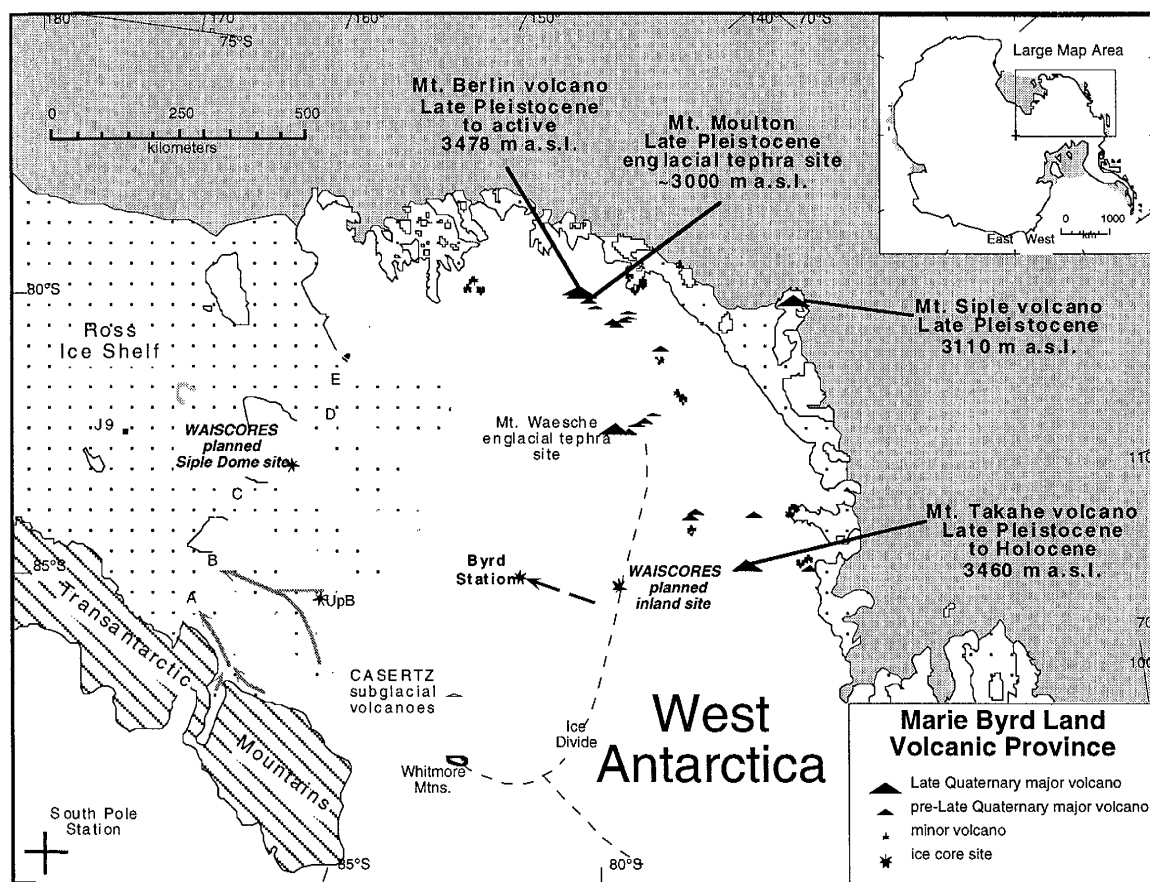 180°
170°
160°
150°
140°
70°S
75°S
0
250
500
kilometers
Mt. Berlin volcano
Late Pleistocene
to active
3478 m a.s.l.
Mt. Moulton
Late Pleistocene
englacial tephra site
~3000 m a.s.l.
Large Map Area
0
1000
km
East
West
80°S
Ross
Ice Shelf
Mt. Siple volcano
Late Pleistocene
3110 m a.s.l.
E
D
J9
WAISCORES
planned
Siple Dome site
C
Mt. Waesche
englacial tephra
site
110
Mt. Takahe volcano
Late Pleistocene
to Holocene
3460 m a.s.l.
B
85°S
A
UpB
Byrd
Station
WAISCORES
planned
inland site
70
100
Transantarctic
Mountains
CASERTZ
subglacial
volcanoes
Ice
Divide
Whitmore
Mtns.
West
Antarctica
South Pole
Station
85°S
80°S
Marie Byrd Land
Volcanic Province
Late Quaternary major volcano
pre-Late Quaternary major volcano
minor volcano
ice core site